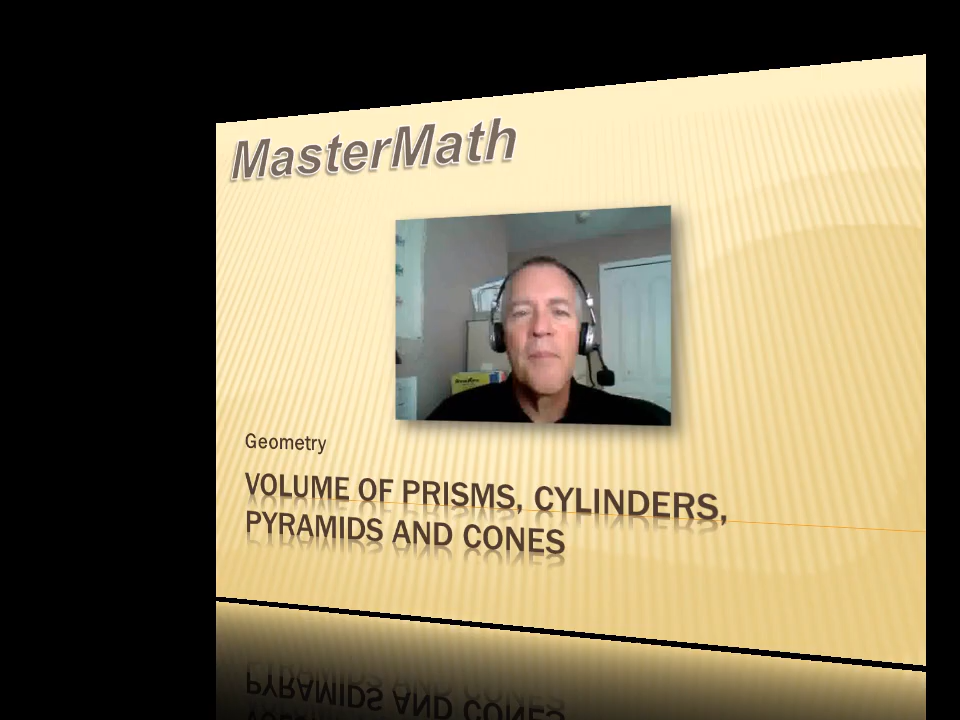 MasterMath
Geometry
VOLUME OF PRISMS, CYLINDERS,
PYRAMIDS AND CONES